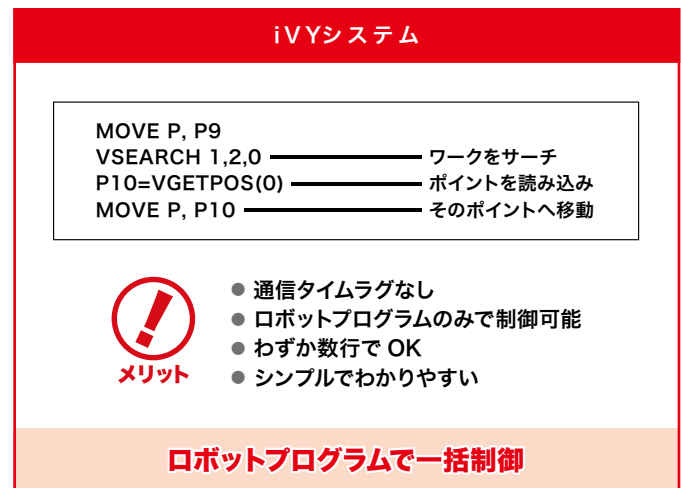 iVYシステム
MOVE P, P9
VSEARCH 1,2,0 ワークをサーチ
P10=VGETPOS(0) ポイントを読み込み
MOVE P, P10 そのポイントへ移動
メリット
● 通信タイムラグなし
● ロボットプログラムのみで制御可能
● わずか数行で OK
● シンプルでわかりやすい
ロボットプログラムで一括制御